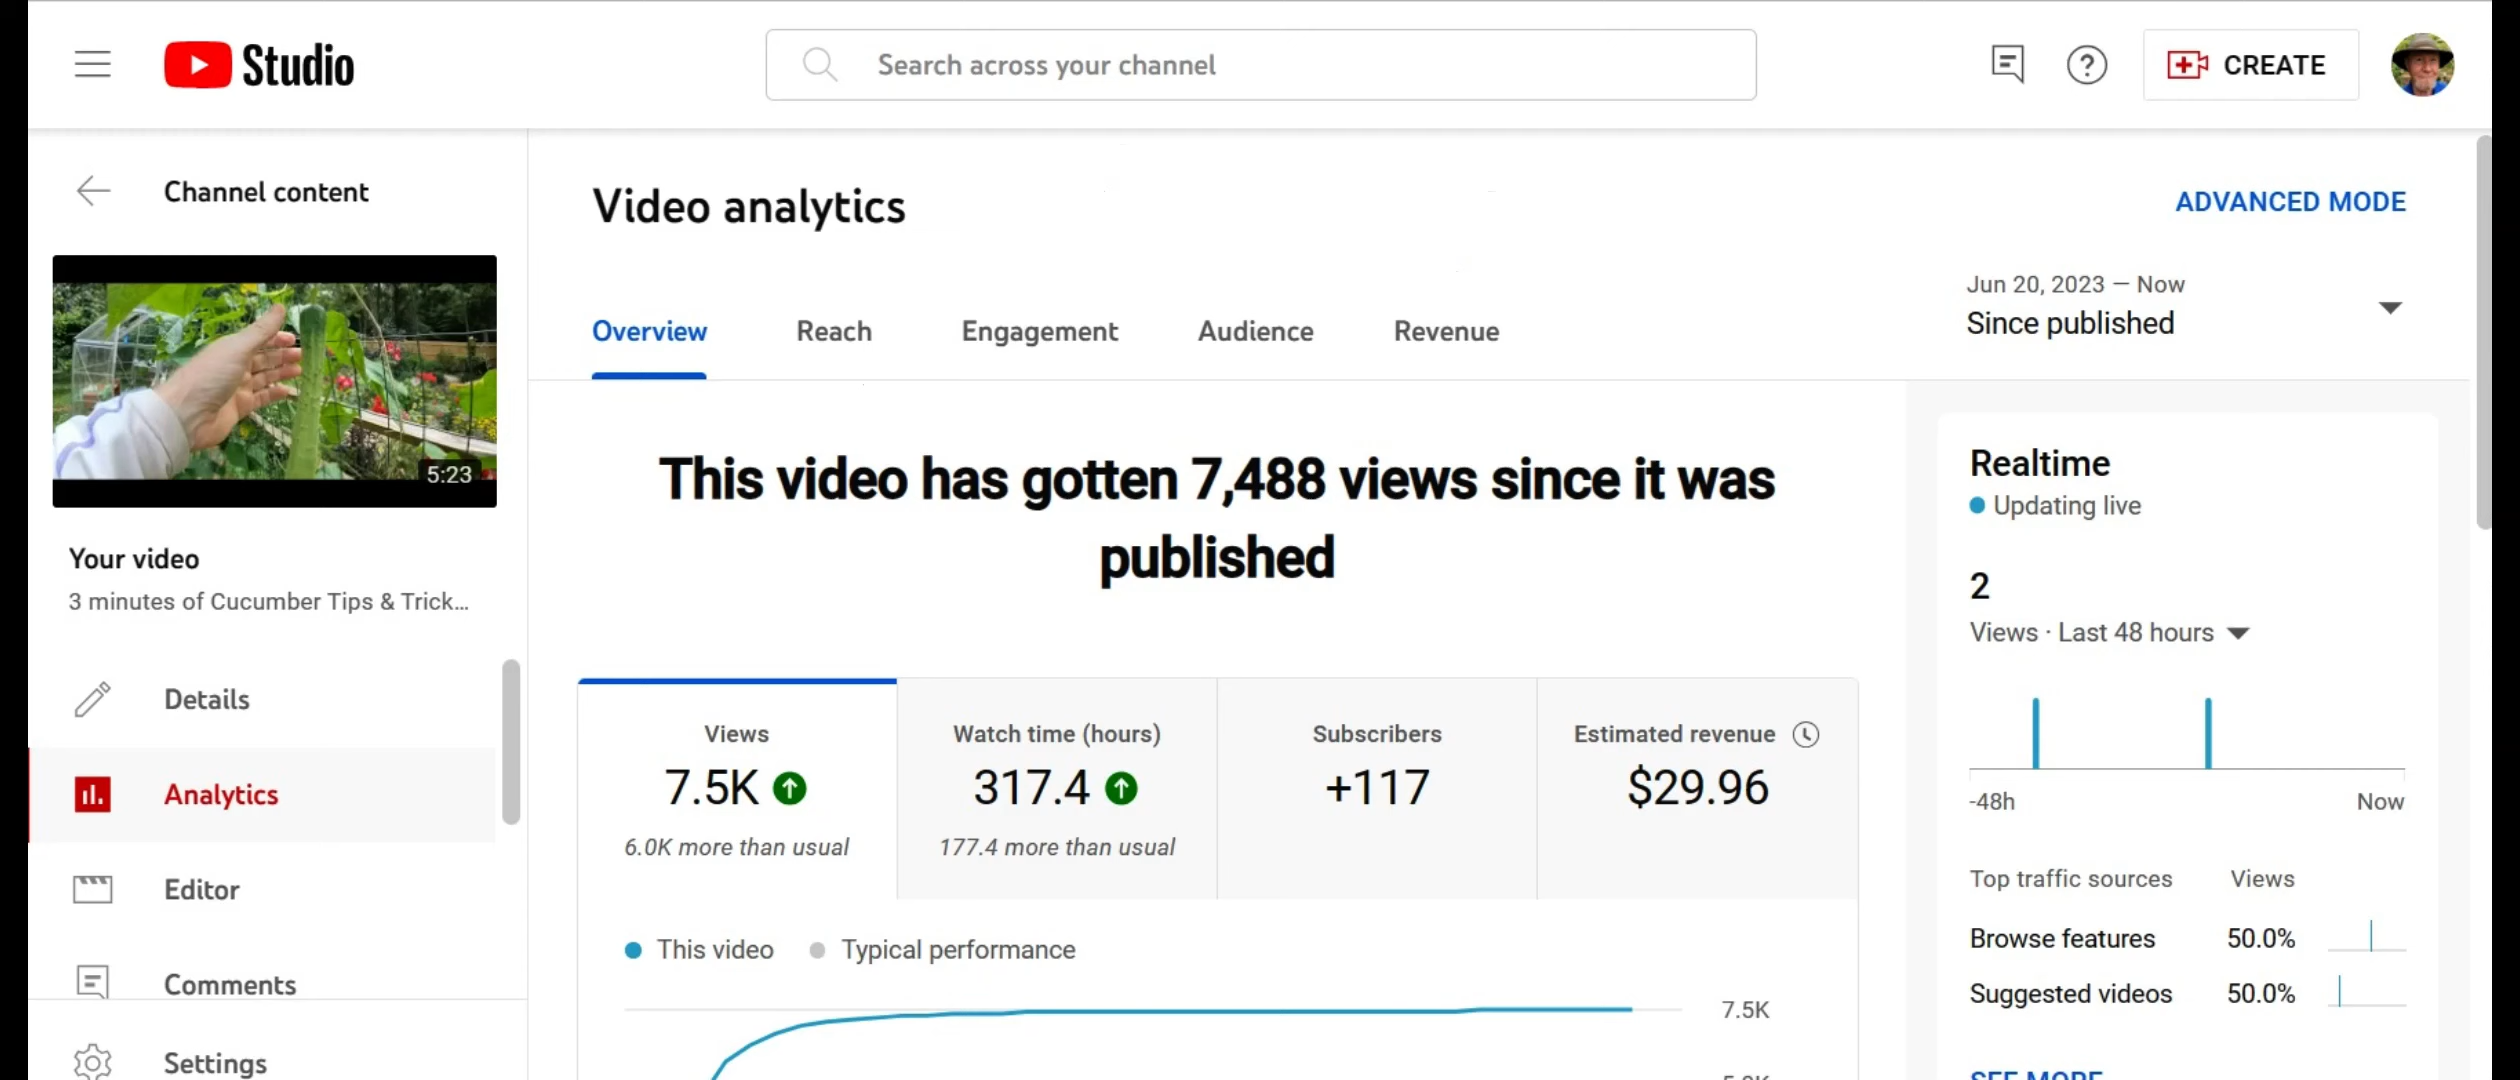 Studio
Search across your channel
CREATE
Channel content
5:23
Your video
3 minutes of Cucumber Tips & Trick...
Details
Analytics
Editor
Comments
Settings
Video analytics
ADVANCED MODE
Jun 20, 2023 – Now
Since published
Overview
Reach
Engagement
Audience
Revenue
This video has gotten 7,488 views since it was
published
Views
7.5K
6.0K more than usual
Watch time (hours)
317.4
177.4 more than usual
Subscribers
+117
Estimated revenue
$29.96
This video
Typical performance
7.5K
Realtime
Updating live
2
Views · Last 48 hours
-48h
Now
Top traffic sources Views
Browse features 50.0%
Suggested videos 50.0%
SEE MORE